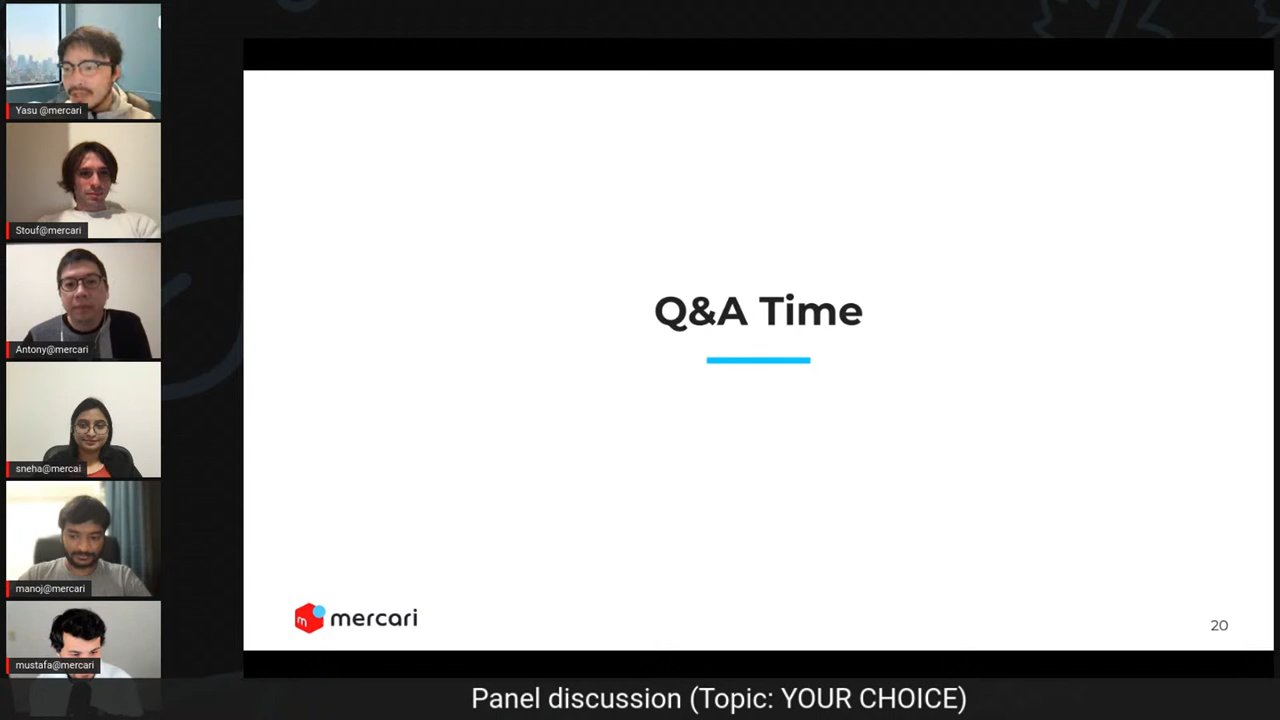 Yasu @mercari
Stouf@mercari
Antony@mercari
sneha@mercai
manoj@mercari
mustafa@mercari
Q&A Time
m mercari
20
Panel discussion (Topic: YOUR CHOICE)